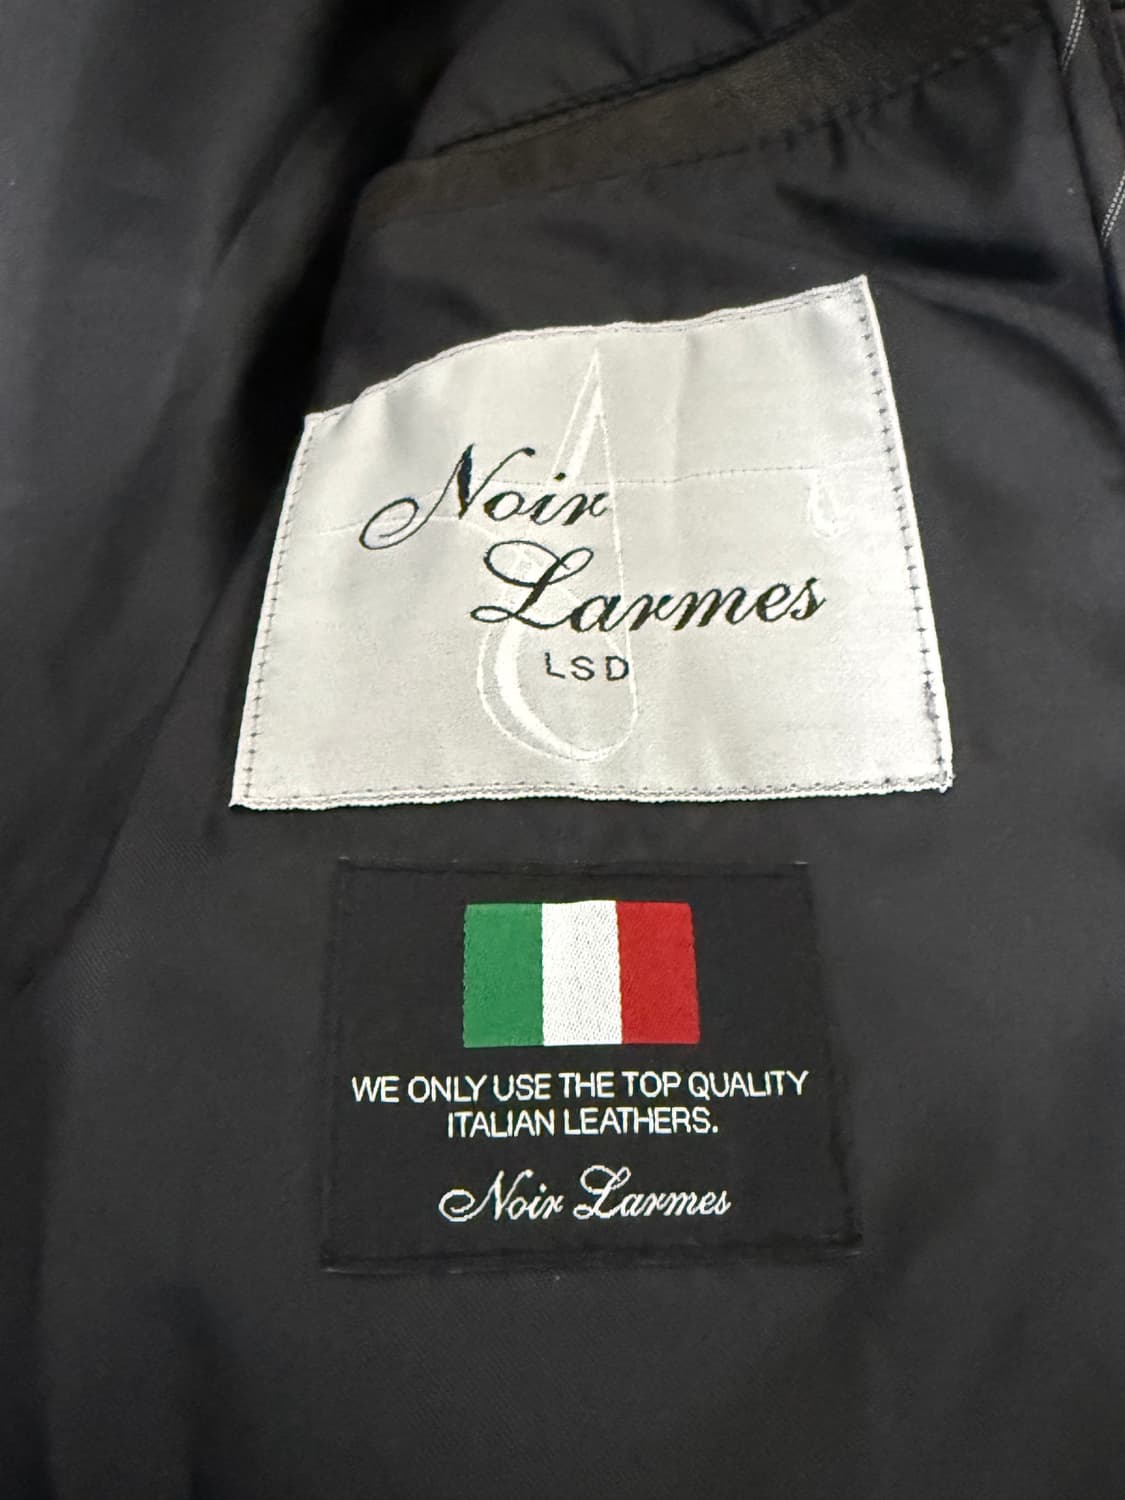 Noir
Larmes
LSD
WE ONLY USE THE TOP QUALITY
ITALIAN LEATHERS.
Noir Larmes